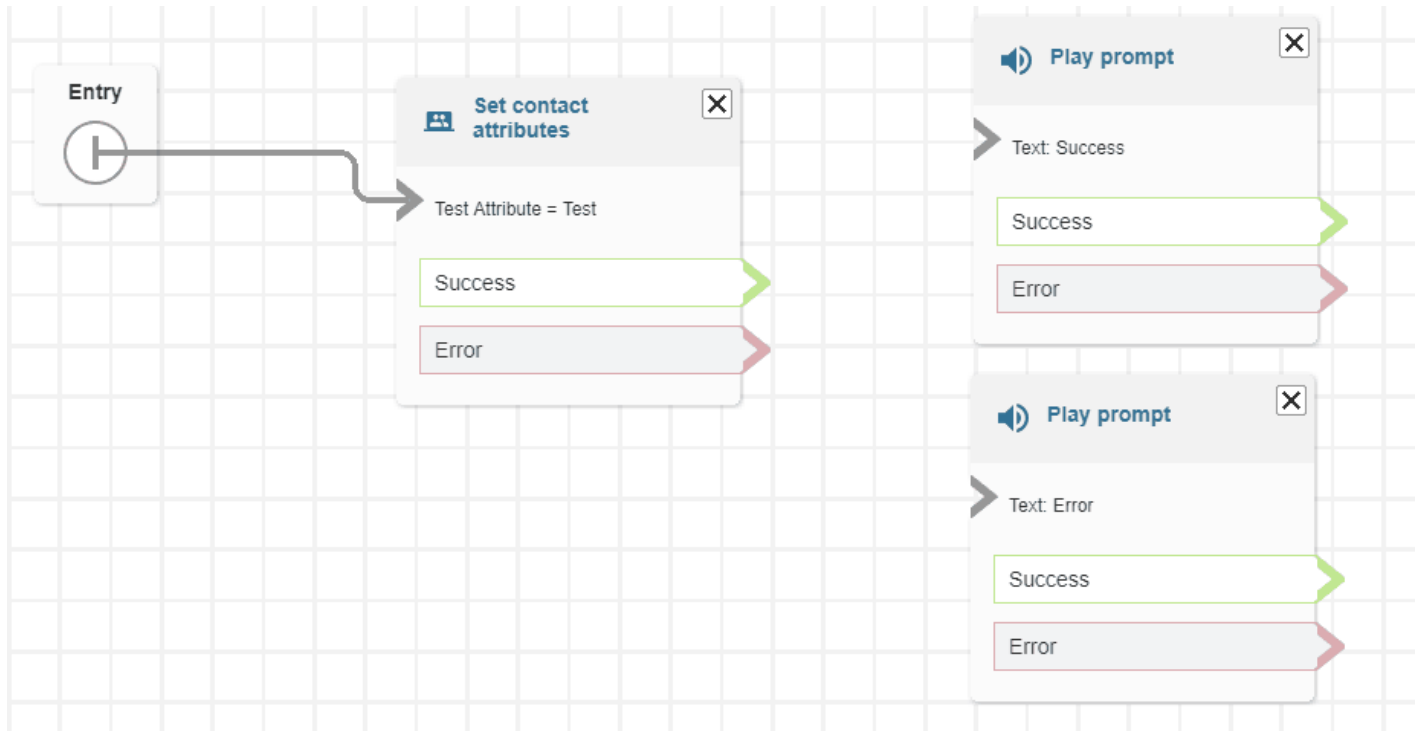 Entry
Set contact
attributes
Test Attribute = Test
Success
Error
Play prompt
Text: Success
Success
Error
Play prompt
Text: Error
Success
Error